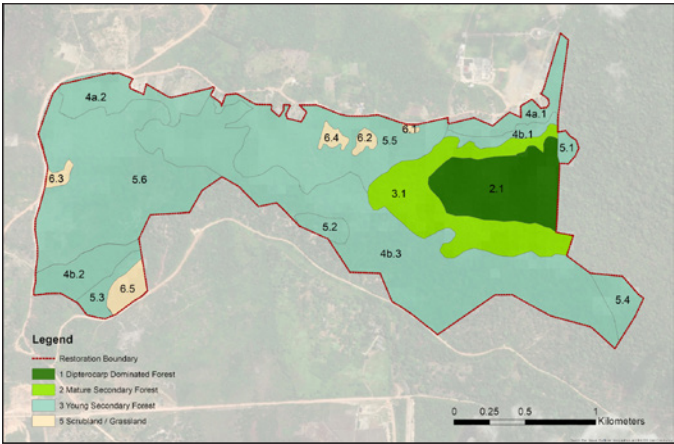 4a.2
4a.1
6.4
6.2
6.1
5.5
4b.1
5.1
6.3
5.6
3.1
2.1
5.2
4b.3
4b.2
5.3
6.5
5.4
Legend
Restoration Boundary
1 Dipterocarp Dominated Forest
2 Mature Secondary Forest
3 Young Secondary Forest
5 Scrubland / Grassland
0 0.25 0.5 1
Kilometers